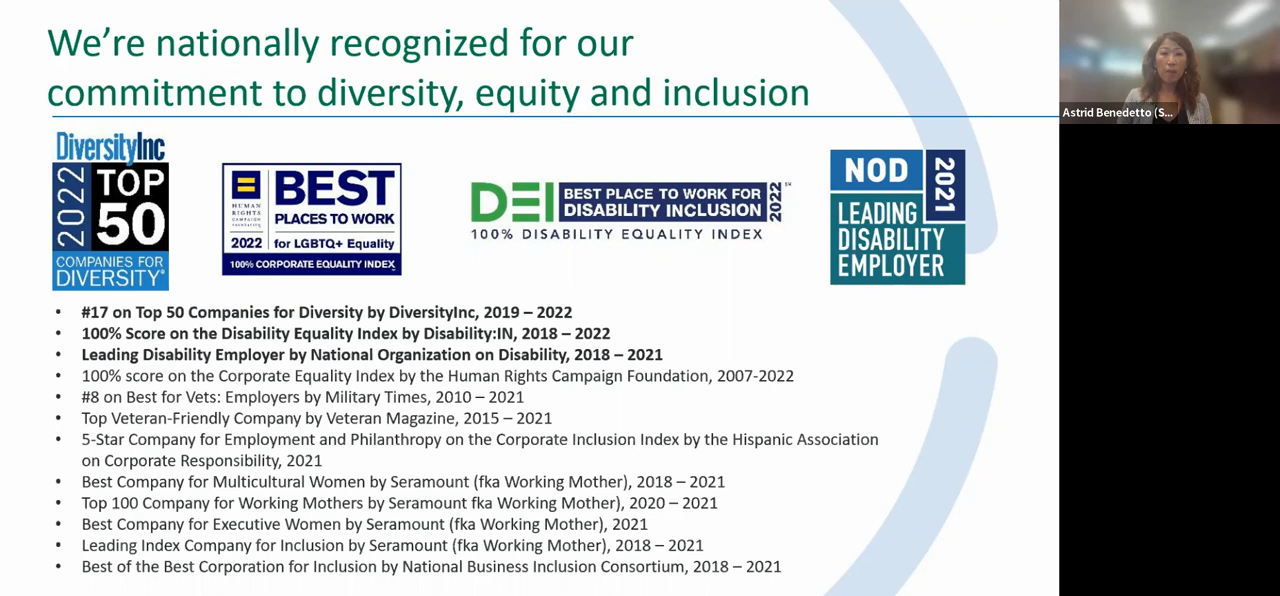 We’re nationally recognized for our
commitment to diversity, equity and inclusion
Astrid Benedetto (S...
DiversityInc
2022
TOP
50
COMPANIES FOR
DIVERSITY®
HUMAN
RIGHTS
CAMPAIGN
FOUNDATION
BEST
PLACES TO WORK
2022 for LGBTQ+ Equality
100% CORPORATE EQUALITY INDEX
DEI BEST PLACE TO WORK FOR
DISABILITY INCLUSION
2022
100% DISABILITY EQUALITY INDEX
NOD
2021
LEADING
DISABILITY
EMPLOYER
• #17 on Top 50 Companies for Diversity by DiversityInc, 2019 – 2022
• 100% Score on the Disability Equality Index by Disability:IN, 2018 – 2022
• Leading Disability Employer by National Organization on Disability, 2018 – 2021
• 100% score on the Corporate Equality Index by the Human Rights Campaign Foundation, 2007-2022
• #8 on Best for Vets: Employers by Military Times, 2010 – 2021
• Top Veteran-Friendly Company by Veteran Magazine, 2015 – 2021
• 5-Star Company for Employment and Philanthropy on the Corporate Inclusion Index by the Hispanic Association
on Corporate Responsibility, 2021
• Best Company for Multicultural Women by Seramount (fka Working Mother), 2018 – 2021
• Top 100 Company for Working Mothers by Seramount fka Working Mother), 2020 – 2021
• Best Company for Executive Women by Seramount (fka Working Mother), 2021
• Leading Index Company for Inclusion by Seramount (fka Working Mother), 2018 – 2021
• Best of the Best Corporation for Inclusion by National Business Inclusion Consortium, 2018 – 2021